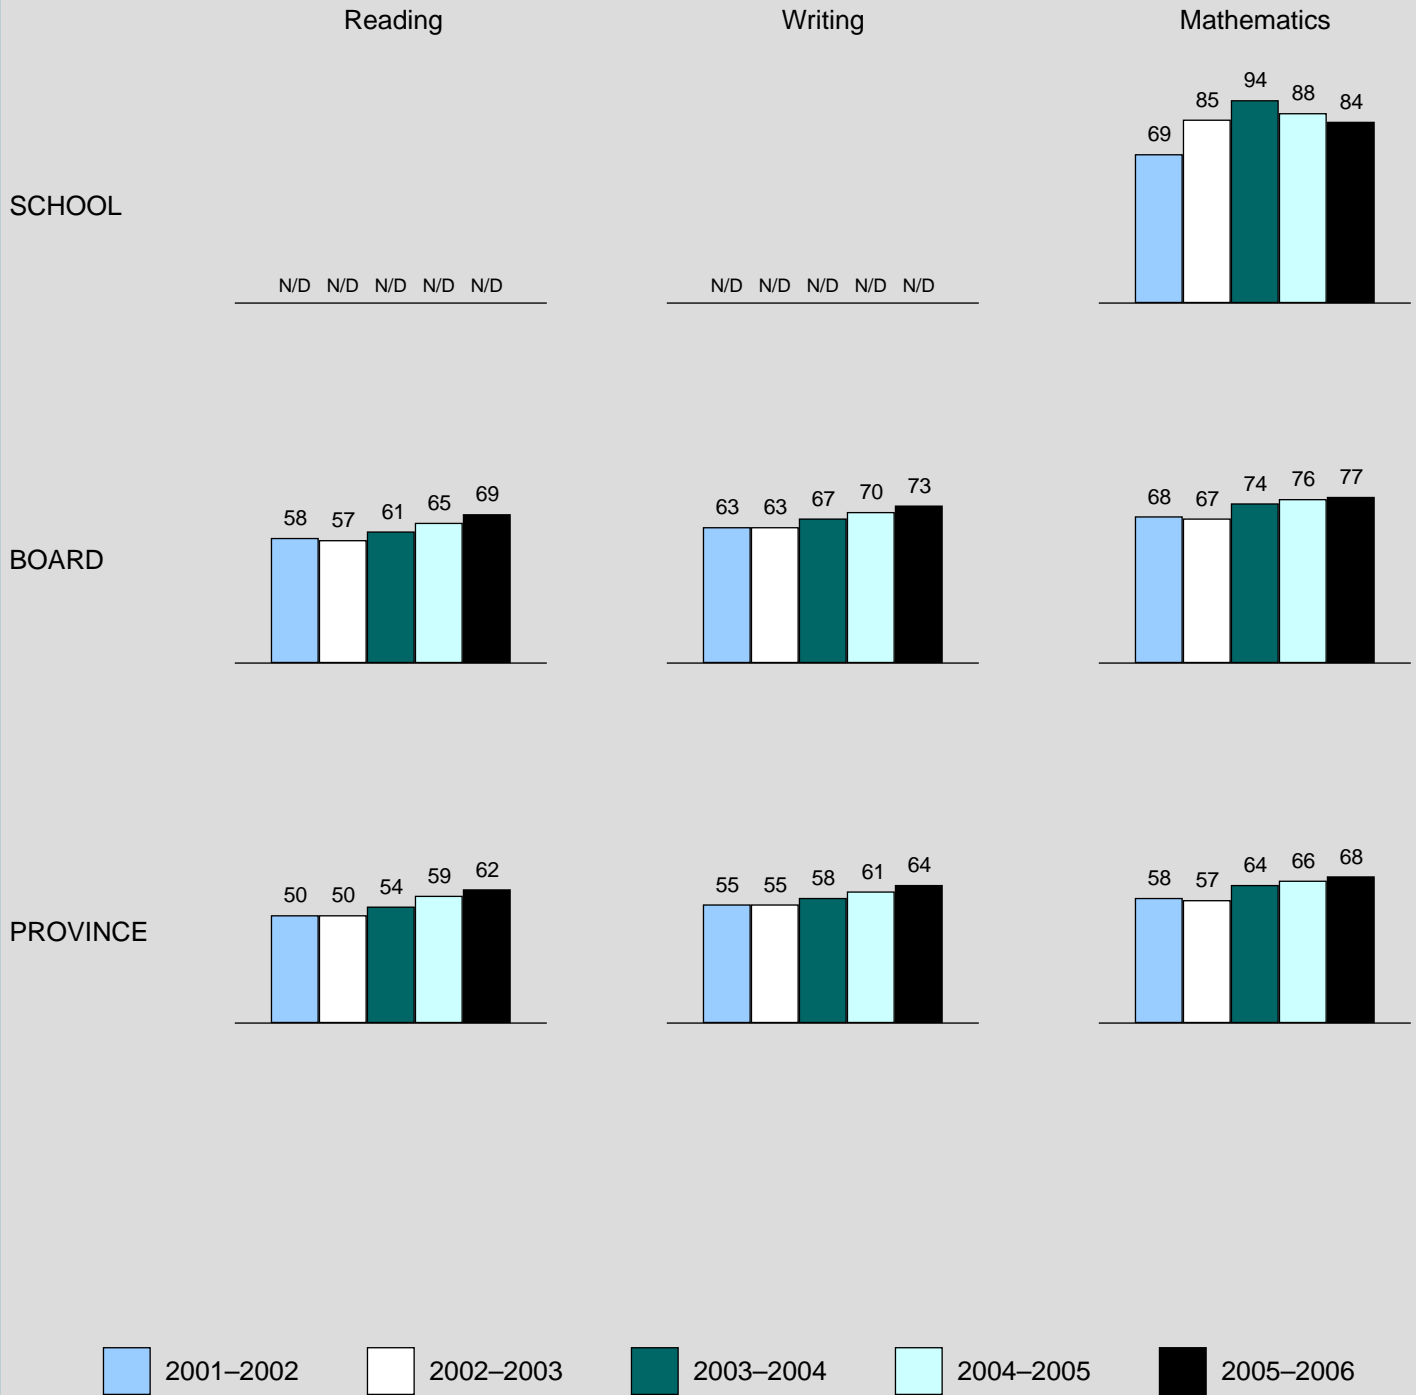 Reading Writing Mathematics
SCHOOL
N/D N/D N/D N/D N/D
N/D N/D N/D N/D N/D
69 85 94 88 84
BOARD
58 57 61 65 69
63 63 67 70 73
68 67 74 76 77
PROVINCE
50 50 54 59 62
55 55 58 61 64
58 57 64 66 68
2001–2002 2002–2003 2003–2004 2004–2005 2005–2006